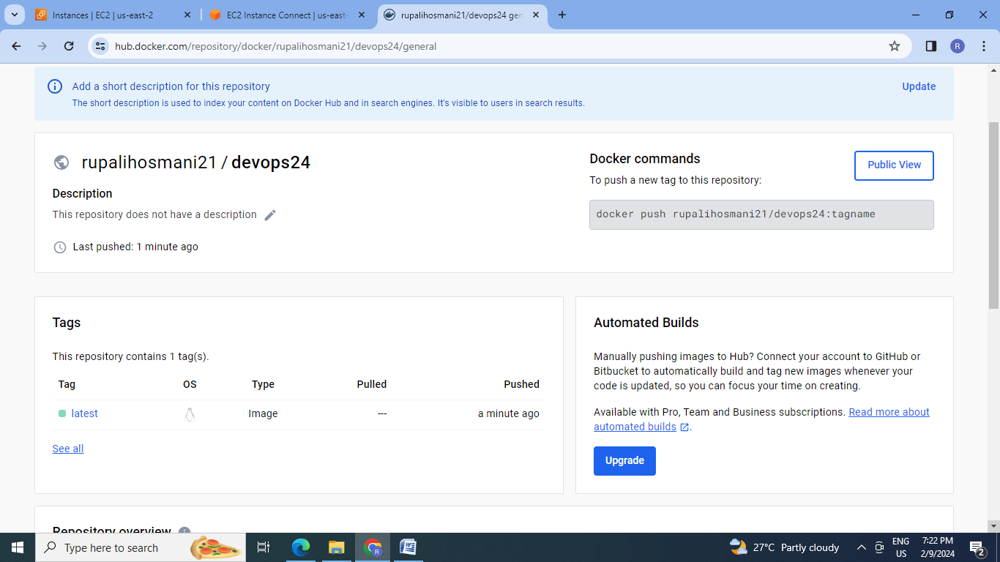 Instances | EC2 | us-east-2
EC2 Instance Connect | us-east-
rupalihosmani21/devops24 gen
hub.docker.com/repository/docker/rupalihosmani21/devops24/general
R
Add a short description for this repository
Update
The short description is used to index your content on Docker Hub and in search engines. It's visible to users in search results.
rupalihosmani21 / devops24
Description
This repository does not have a description
Last pushed: 1 minute ago
Docker commands
Public View
To push a new tag to this repository:
docker push rupalihosmani21/devops24:tagname
Tags
This repository contains 1 tag(s).
Tag OS Type Pulled Pushed
latest Image --- a minute ago
See all
Automated Builds
Manually pushing images to Hub? Connect your account to GitHub or
Bitbucket to automatically build and tag new images whenever your
code is updated, so you can focus your time on creating.
Available with Pro, Team and Business subscriptions. Read more about
automated builds .
Upgrade
Repository overview
Type here to search
R
W
27°C Partly cloudy
ENG
US
7:22 PM
2/9/2024
2